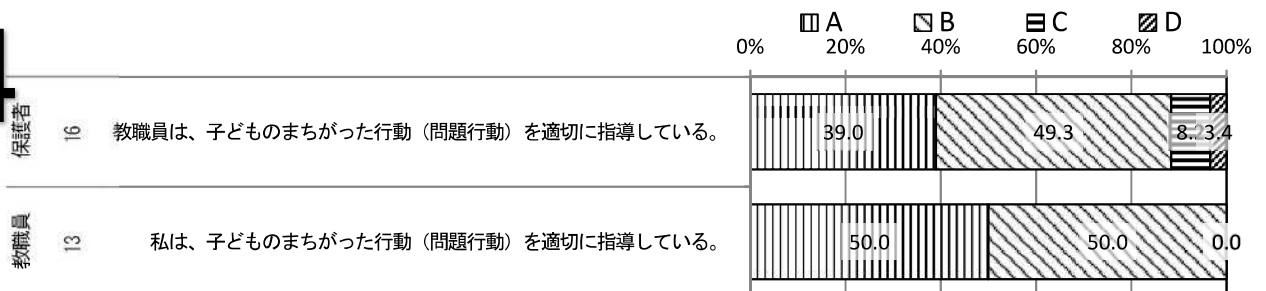 A B C D
0% 20% 40% 60% 80% 100%
保護者 16 教職員は、子どものまちがった行動（問題行動）を適切に指導している。 39.0 49.3 8.2 3.4
教職員 13 私は、子どものまちがった行動（問題行動）を適切に指導している。 50.0 50.0 0.0